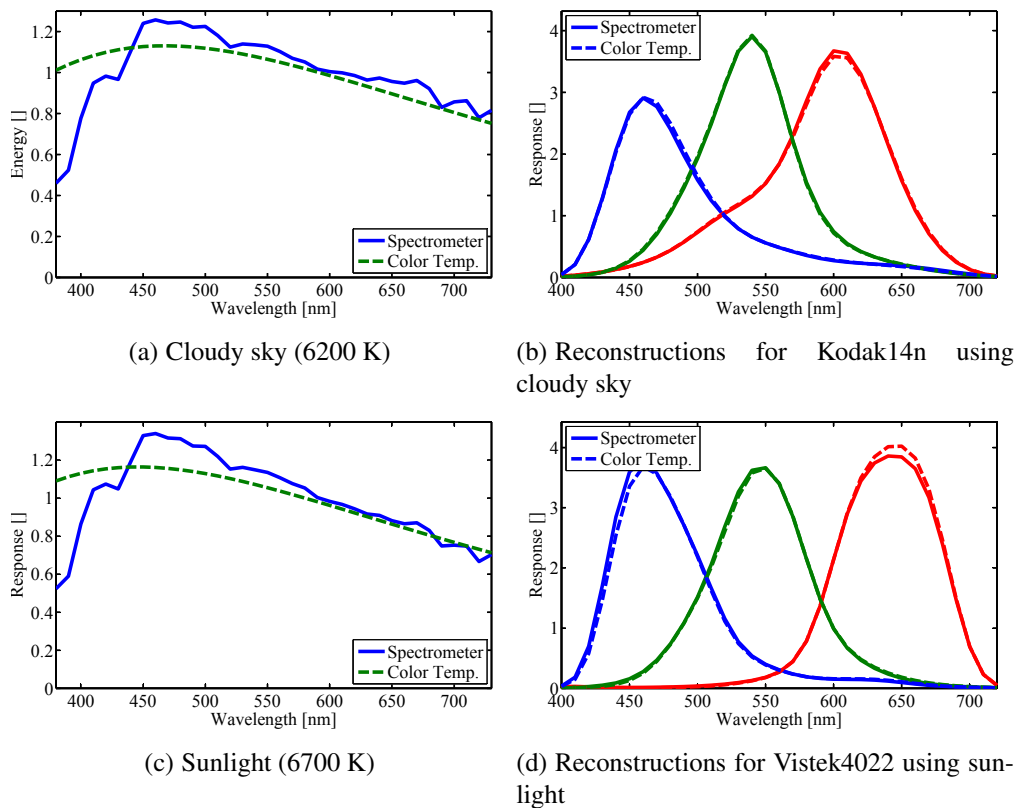 1.2
1
0.8
0.6
0.4
0.2
0
Energy []
400 450 500 550 600 650 700
Wavelength [nm]
Spectrometer
Color Temp.
(a) Cloudy sky (6200 K)
4
3
2
1
0
Response []
400 450 500 550 600 650 700
Wavelength [nm]
Spectrometer
Color Temp.
(b) Reconstructions for Kodak14n using
cloudy sky
1.2
1
0.8
0.6
0.4
0.2
0
Response []
400 450 500 550 600 650 700
Wavelength [nm]
Spectrometer
Color Temp.
(c) Sunlight (6700 K)
4
3
2
1
0
Response []
400 450 500 550 600 650 700
Wavelength [nm]
Spectrometer
Color Temp.
(d) Reconstructions for Vistek4022 using sun-
light